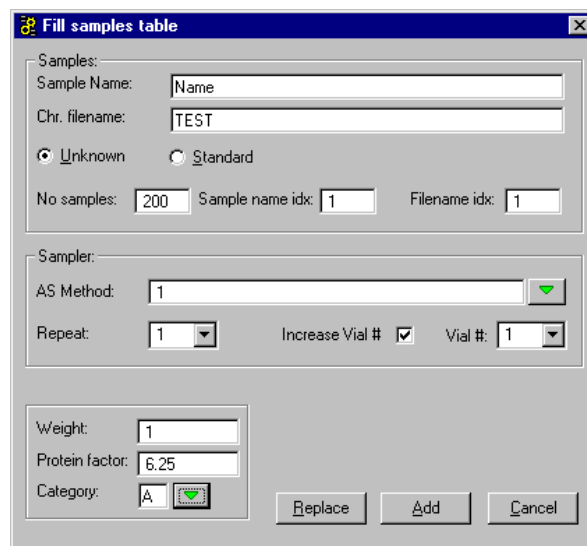 Fill samples table
Samples:
Sample Name: Name
Chr. filename: TEST
Unknown Standard
No samples: 200 Sample name idx: 1 Filename idx: 1
Sampler:
AS Method: 1
Repeat: 1 Increase Vial # Vial #: 1
Weight: 1
Protein factor: 6.25
Category: A
Replace Add Cancel